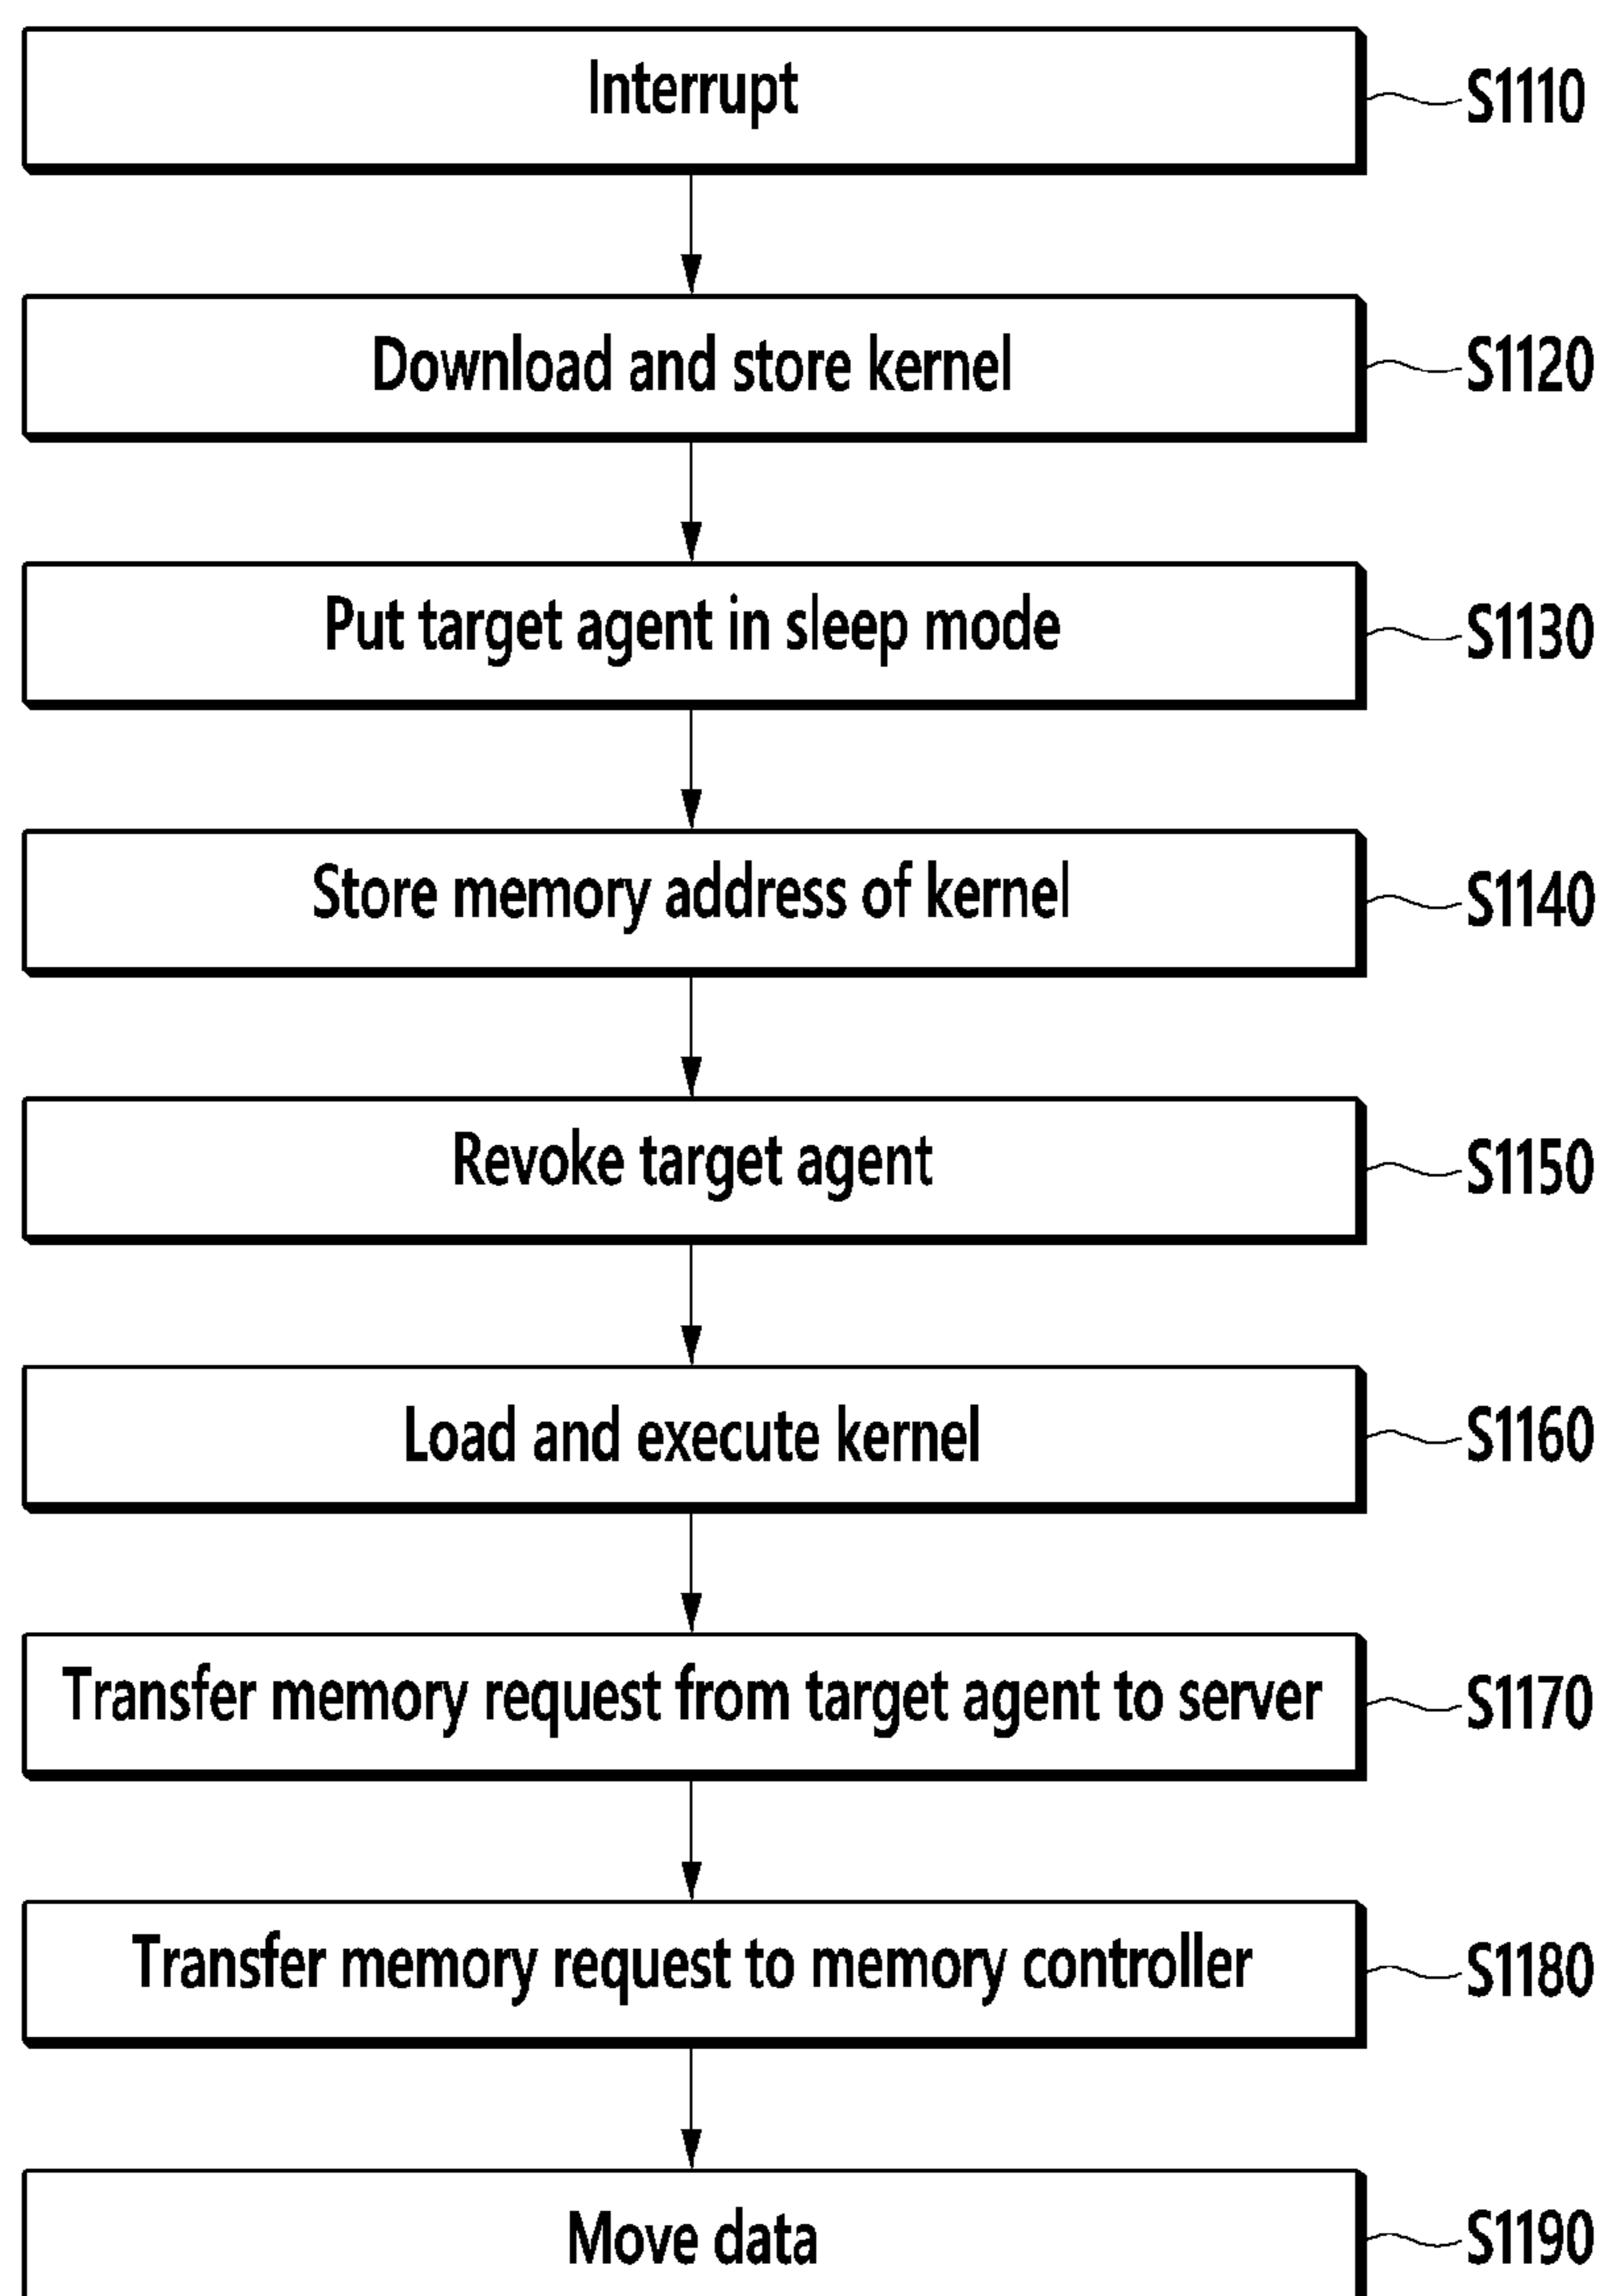 Interrupt S1110
Download and store kernel S1120
Put target agent in sleep mode S1130
Store memory address of kernel S1140
Revoke target agent S1150
Load and execute kernel S1160
Transfer memory request from target agent to server S1170
Transfer memory request to memory controller S1180
Move data S1190